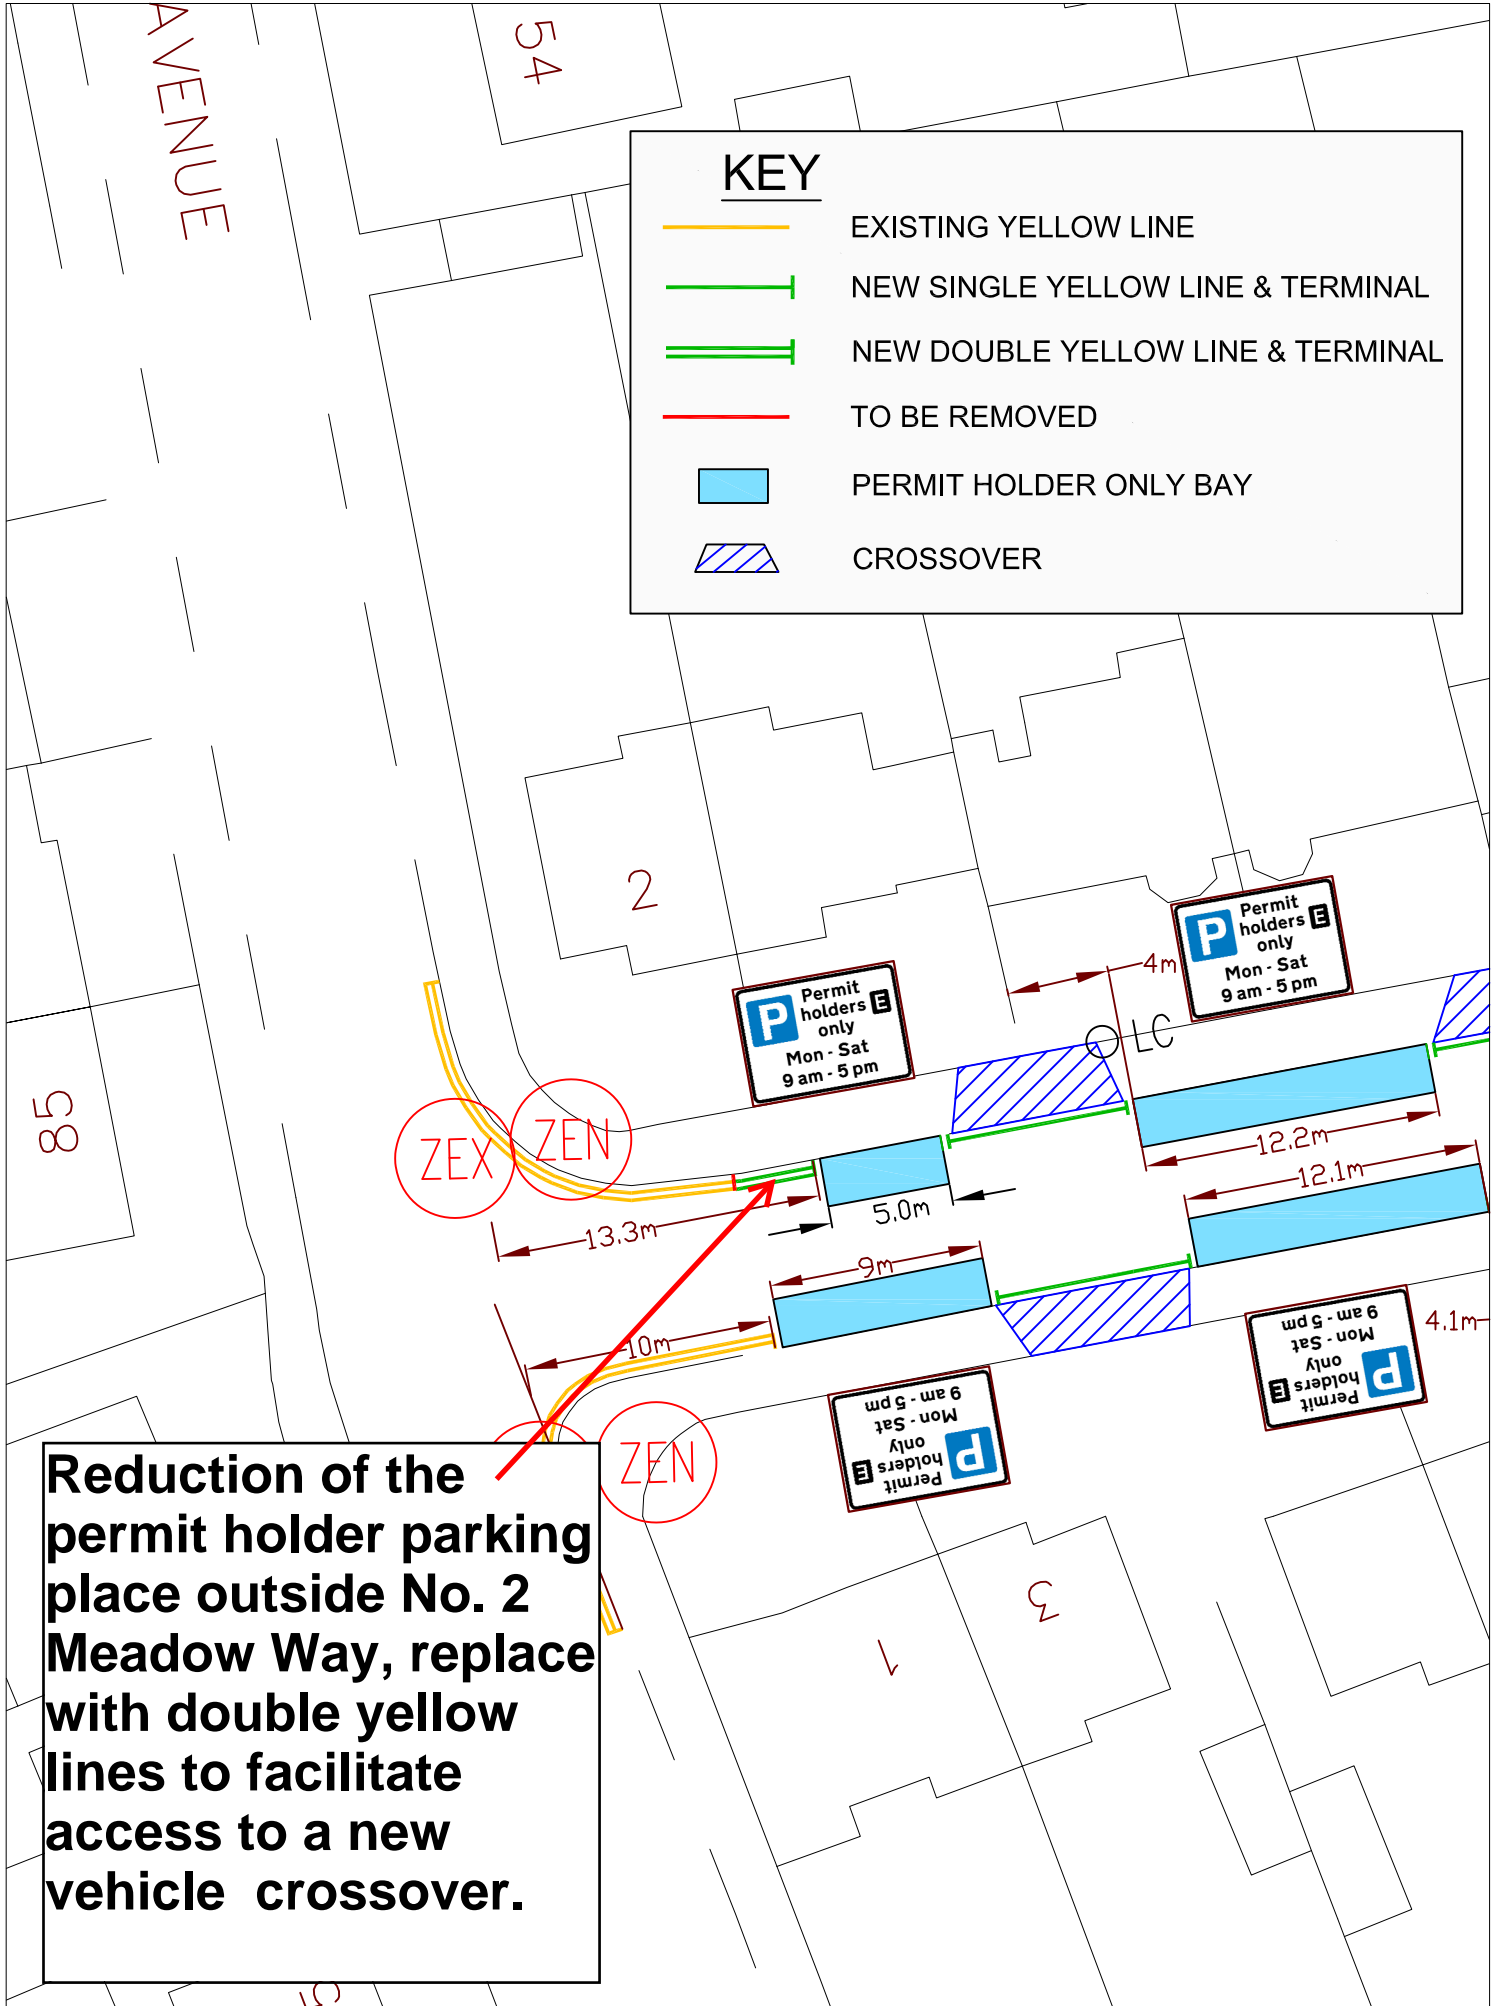 AVENUE
54
KEY
EXISTING YELLOW LINE
NEW SINGLE YELLOW LINE & TERMINAL
NEW DOUBLE YELLOW LINE & TERMINAL
TO BE REMOVED
PERMIT HOLDER ONLY BAY
CROSSOVER
2
P Permit
holders E
only
Mon - Sat
9 am - 5 pm
4m
P Permit
holders E
only
Mon - Sat
9 am - 5 pm
LC
85
ZEX
ZEN
12.2m
12.1m
5.0m
13.3m
9m
10m
P Permit
holders E
only
Mon - Sat
9 am - 5 pm
4.1m
P Permit
holders E
only
Mon - Sat
9 am - 5 pm
ZEN
Reduction of the
permit holder parking
place outside No. 2
Meadow Way, replace
with double yellow
lines to facilitate
access to a new
vehicle crossover.
3
1